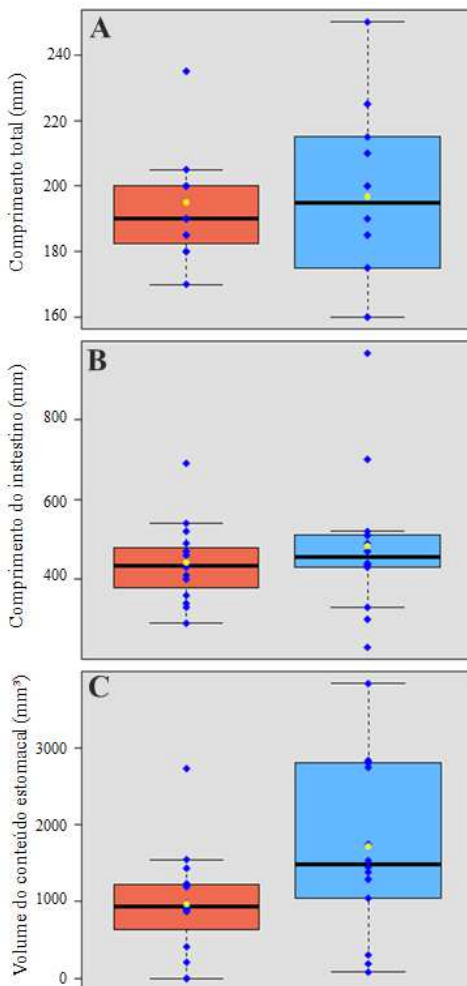 A
Comprimento total (mm)
240
220
200
180
160
B
Comprimento do instestino (mm)
800
600
400
C
Volume do conteúdo estomacal (mm³)
3000
2000
1000
0